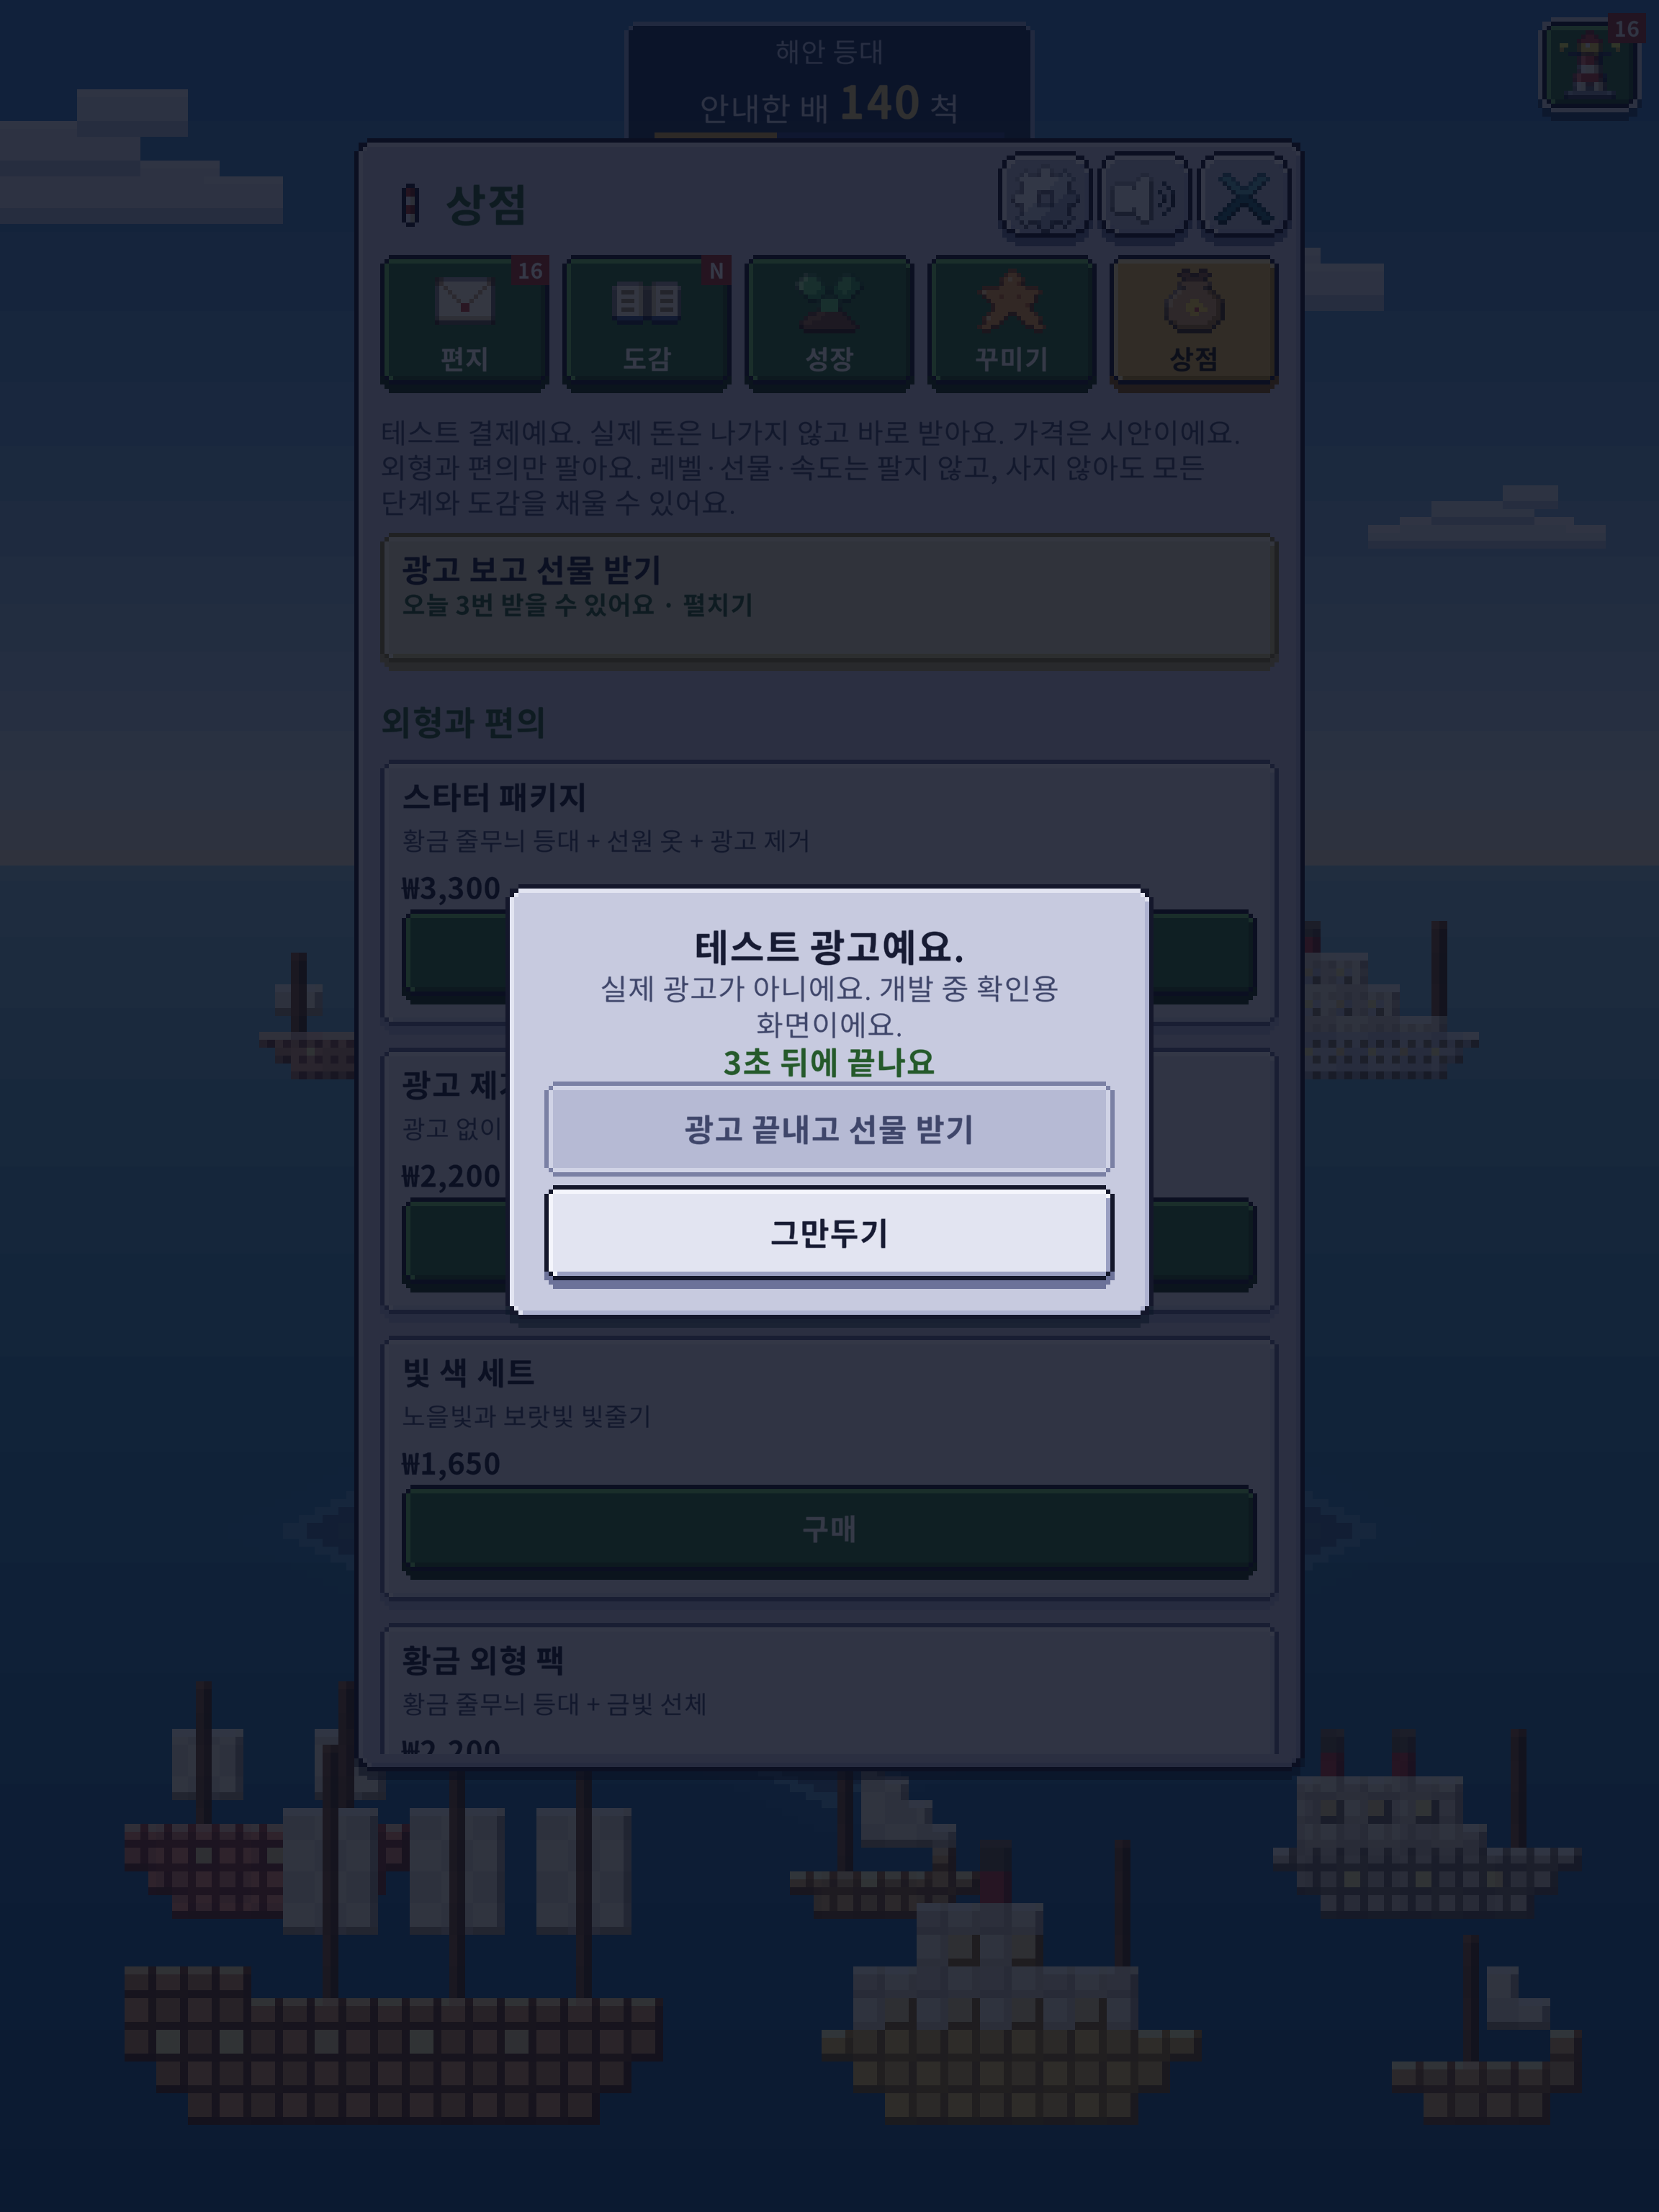 해안 등대
안내한 배 140 척
16
상점
16
N
편지
도감
성장
꾸미기
상점
테스트 결제예요. 실제 돈은 나가지 않고 바로 받아요. 가격은 시안이에요.
외형과 편의만 팔아요. 레벨·선물·속도는 팔지 않고, 사지 않아도 모든
단계와 도감을 채울 수 있어요.
광고 보고 선물 받기
오늘 3번 받을 수 있어요 · 펼치기
외형과 편의
스타터 패키지
황금 줄무늬 등대 + 선원 옷 + 광고 제거
₩3,300
테스트 광고예요.
실제 광고가 아니에요. 개발 중 확인용
화면이에요.
3초 뒤에 끝나요
광고 끝내고 선물 받기
그만두기
광고
광고 없이
₩2,200
빛 색 세트
노을빛과 보랏빛 빛줄기
₩1,650
구매
황금 외형 팩
황금 줄무늬 등대 + 금빛 선체
₩2,200